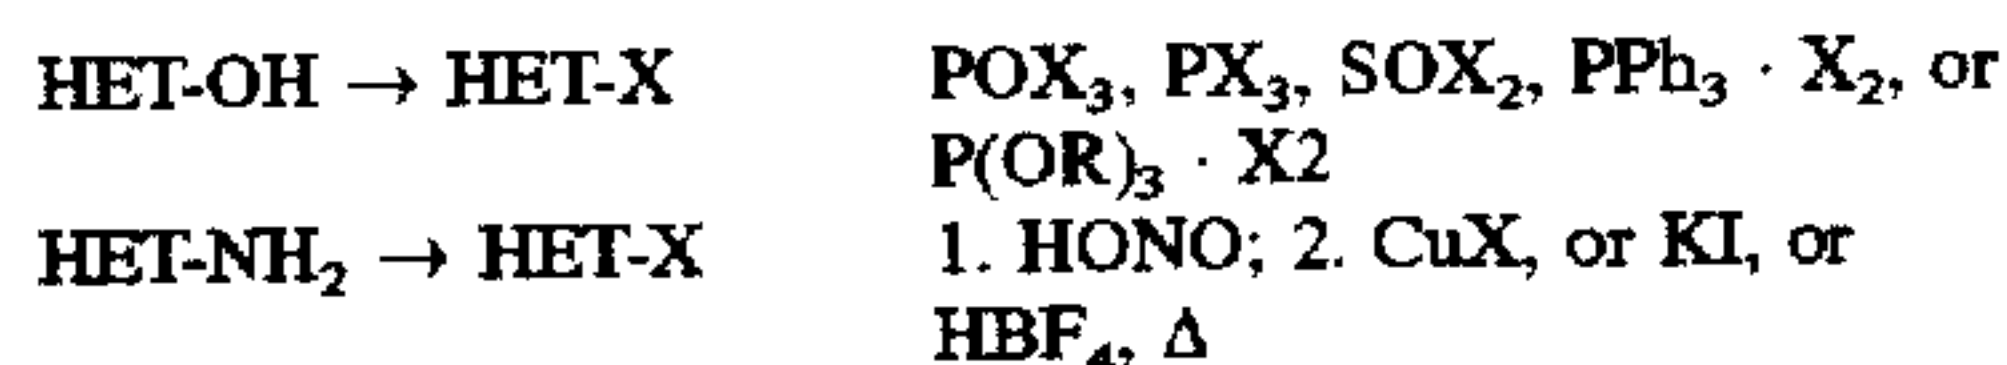 HET-OH → HET-X POX₃, PX₃, SOX₂, PPh₃ · X₂, or
P(OR)₃ · X2
HET-NH₂ → HET-X 1. HONO; 2. CuX, or KI, or
HBF₄, Δ